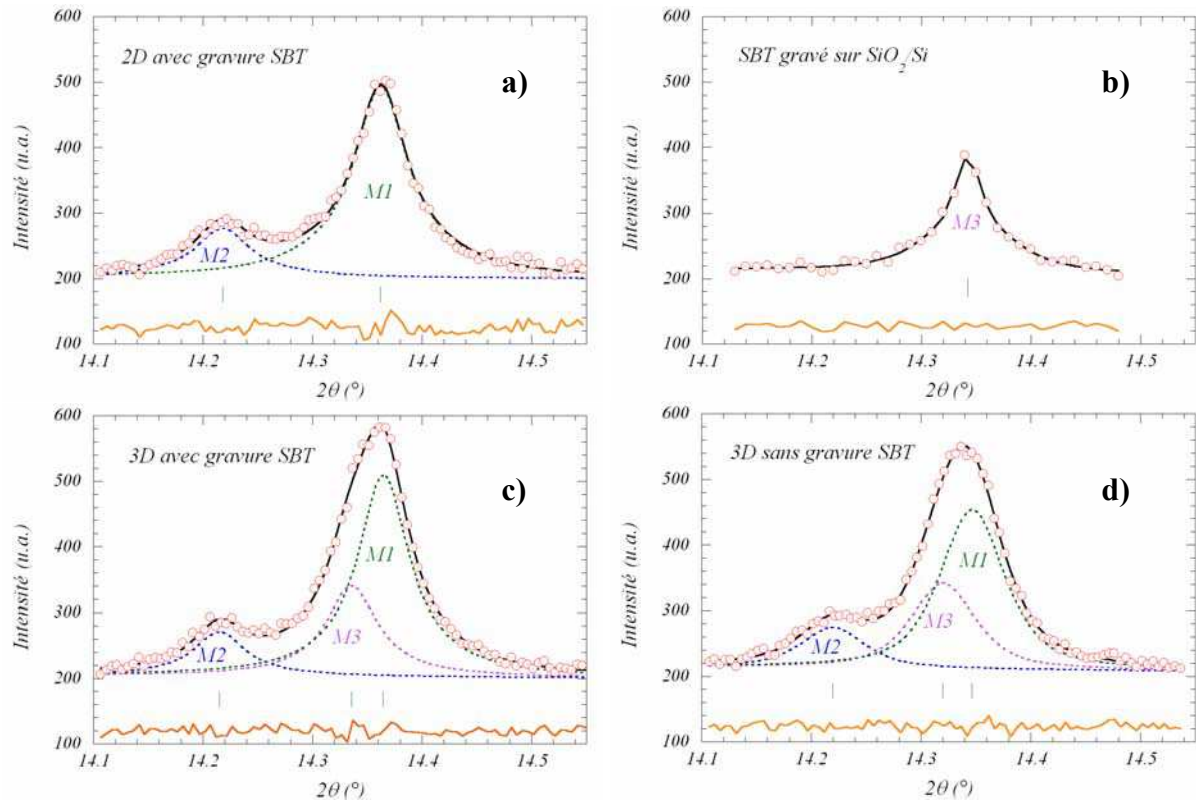 600
500
400
300
200
100
Intensité (u.a.)
2D avec gravure SBT
a)
M1
M2
14.1 14.2 14.3 14.4 14.5
2θ (°)
600
500
400
300
200
100
Intensité (u.a.)
SBT gravé sur SiO2/Si
b)
M3
14.1 14.2 14.3 14.4 14.5
2θ (°)
600
500
400
300
200
100
Intensité (u.a.)
3D avec gravure SBT
c)
M1
M3
M2
14.1 14.2 14.3 14.4 14.5
2θ (°)
600
500
400
300
200
100
Intensité (u.a.)
3D sans gravure SBT
d)
M1
M3
M2
14.1 14.2 14.3 14.4 14.5
2θ (°)